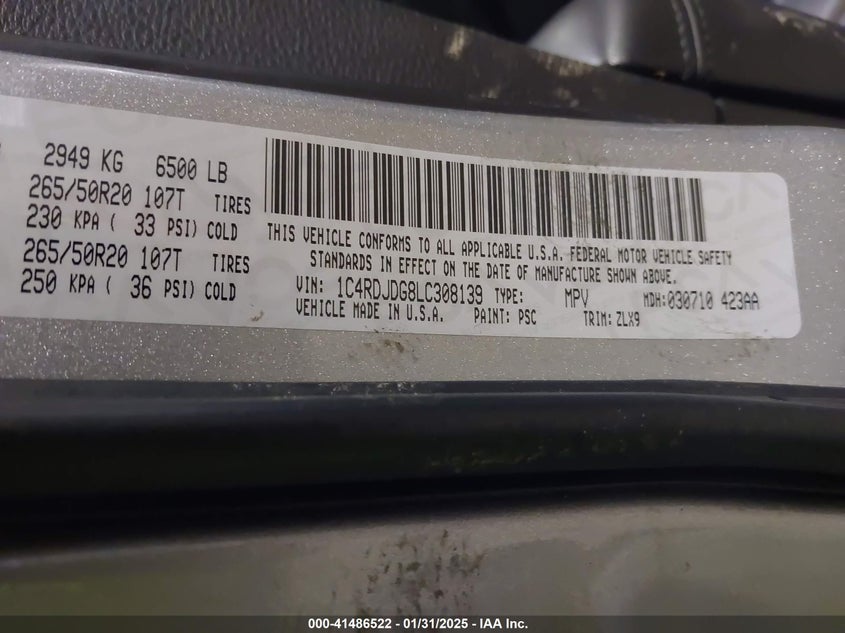 2949 KG 6500 LB
265/50R20 107T TIRES
230 KPA ( 33 PSI) COLD
265/50R20 107T TIRES
250 KPA ( 36 PSI) COLD
THIS VEHICLE CONFORMS TO ALL APPLICABLE U.S.A. FEDERAL MOTOR VEHICLE SAFETY
STANDARDS IN EFFECT ON THE DATE OF MANUFACTURE SHOWN ABOVE.
VIN: 1C4RDJDG8LC308139 TYPE: MPV MDH:030710 423AA
VEHICLE MADE IN U.S.A. PAINT: PSC TRIM:ZLX9
000-41486522 - 01/31/2025 - IAA Inc.